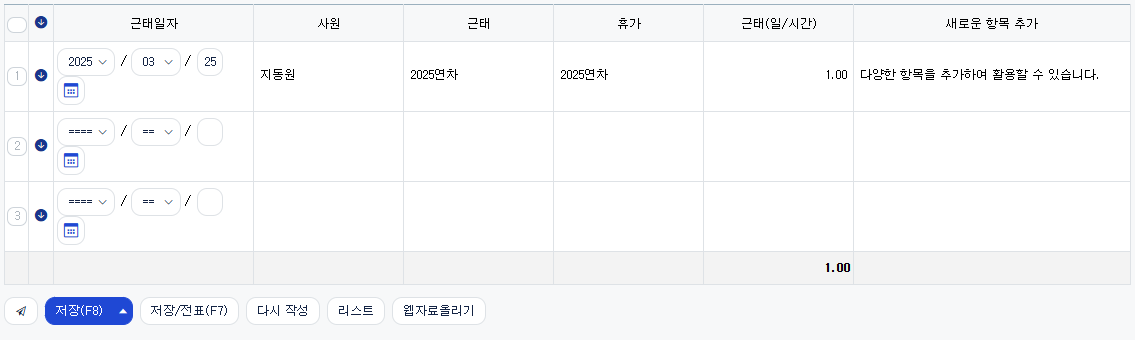 근태일자 사원 근태 휴가 근태(일/시간) 새로운 항목 추가
1 2025 / 03 / 25 지동원 2025연차 2025연차 1.00 다양한 항목을 추가하여 활용할 수 있습니다.
2 ==== / == /
3 ==== / == /
1.00
저장(F8) 저장/전표(F7) 다시 작성 리스트 웹자료올리기